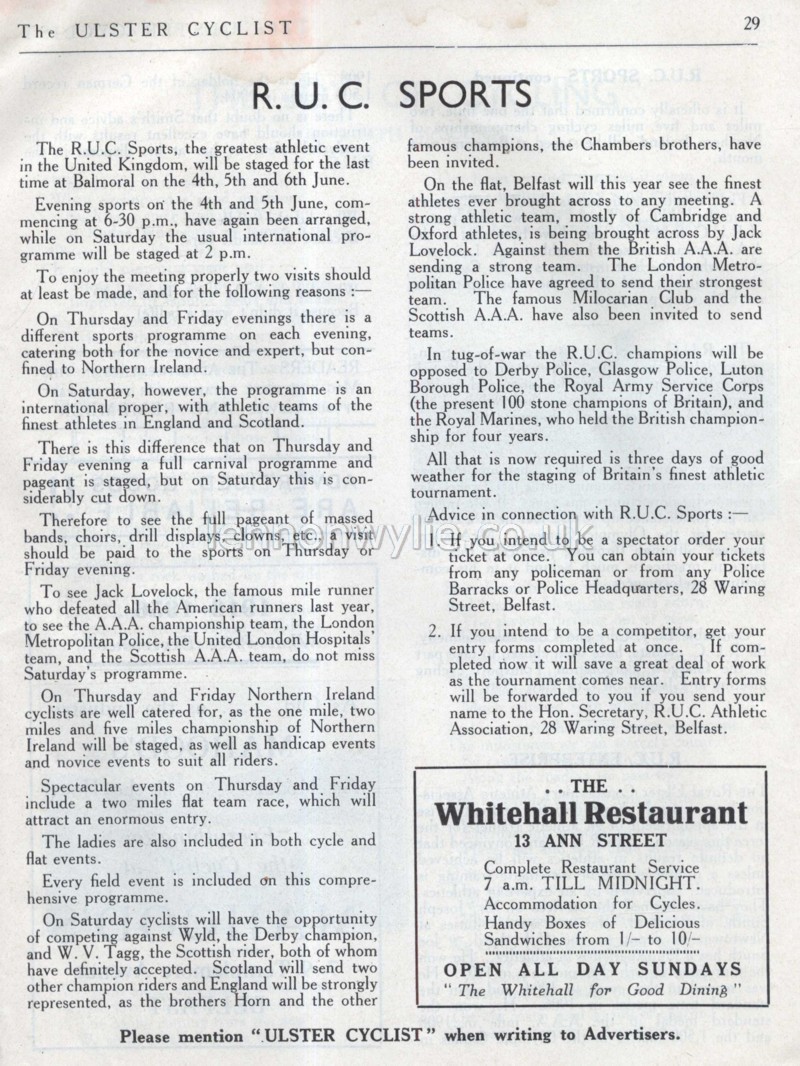 The ULSTER CYCLIST
29
R. U. C. SPORTS
The R.U.C. Sports, the greatest athletic event
in the United Kingdom, will be staged for the last
time at Balmoral on the 4th, 5th and 6th June.
Evening sports on the 4th and 5th June, com-
mencing at 6-30 p.m., have again been arranged,
while on Saturday the usual international pro-
gramme will be staged at 2 p.m.
To enjoy the meeting properly two visits should
at least be made, and for the following reasons :—
On Thursday and Friday evenings there is a
different sports programme on each evening,
catering both for the novice and expert, but con-
fined to Northern Ireland.
On Saturday, however, the programme is an
international proper, with athletic teams of the
finest athletes in England and Scotland.
There is this difference that on Thursday and
Friday evening a full carnival programme and
pageant is staged, but on Saturday this is con-
siderably cut down.
Therefore to see the full pageant of massed
bands, choirs, drill displays, clowns, etc., a visit
should be paid to the sports on Thursday or
Friday evening.
To see Jack Lovelock, the famous mile runner
who defeated all the American runners last year,
to see the A.A.A. championship team, the London
Metropolitan Police, the United London Hospitals'
team, and the Scottish A.A.A. team, do not miss
Saturday's programme.
On Thursday and Friday Northern Ireland
cyclists are well catered for, as the one mile, two
miles and five miles championship of Northern
Ireland will be staged, as well as handicap events
and novice events to suit all riders.
Spectacular events on Thursday and Friday
include a two miles flat team race, which will
attract an enormous entry.
The ladies are also included in both cycle and
flat events.
Every field event is included on this compre-
hensive programme.
On Saturday cyclists will have the opportunity
of competing against Wyld, the Derby champion,
and W. V. Tagg, the Scottish rider, both of whom
have definitely accepted. Scotland will send two
other champion riders and England will be strongly
represented, as the brothers Horn and the other
famous champions, the Chambers brothers, have
been invited.
On the flat, Belfast will this year see the finest
athletes ever brought across to any meeting. A
strong athletic team, mostly of Cambridge and
Oxford athletes, is being brought across by Jack
Lovelock. Against them the British A.A.A. are
sending a strong team. The London Metro-
politan Police have agreed to send their strongest
team. The famous Milocarian Club and the
Scottish A.A.A. have also been invited to send
teams.
In tug-of-war the R.U.C. champions will be
opposed to Derby Police, Glasgow Police, Luton
Borough Police, the Royal Army Service Corps
(the present 100 stone champions of Britain), and
the Royal Marines, who held the British champion-
ship for four years.
All that is now required is three days of good
weather for the staging of Britain's finest athletic
tournament.
Advice in connection with R.U.C. Sports :—
1. If you intend to be a spectator order your
ticket at once. You can obtain your tickets
from any policeman or from any Police
Barracks or Police Headquarters, 28 Waring
Street, Belfast.
2. If you intend to be a competitor, get your
entry forms completed at once. If com-
pleted now it will save a great deal of work
as the tournament comes near. Entry forms
will be forwarded to you if you send your
name to the Hon. Secretary, R.U.C. Athletic
Association, 28 Waring Street, Belfast.
. . THE . .
Whitehall Restaurant
13 ANN STREET
Complete Restaurant Service
7 a.m. TILL MIDNIGHT.
Accommodation for Cycles.
Handy Boxes of Delicious
Sandwiches from 1/– to 10/–
OPEN ALL DAY SUNDAYS
" The Whitehall for Good Dining "
Please mention "ULSTER CYCLIST" when writing to Advertisers.
lennonwylie.co.uk